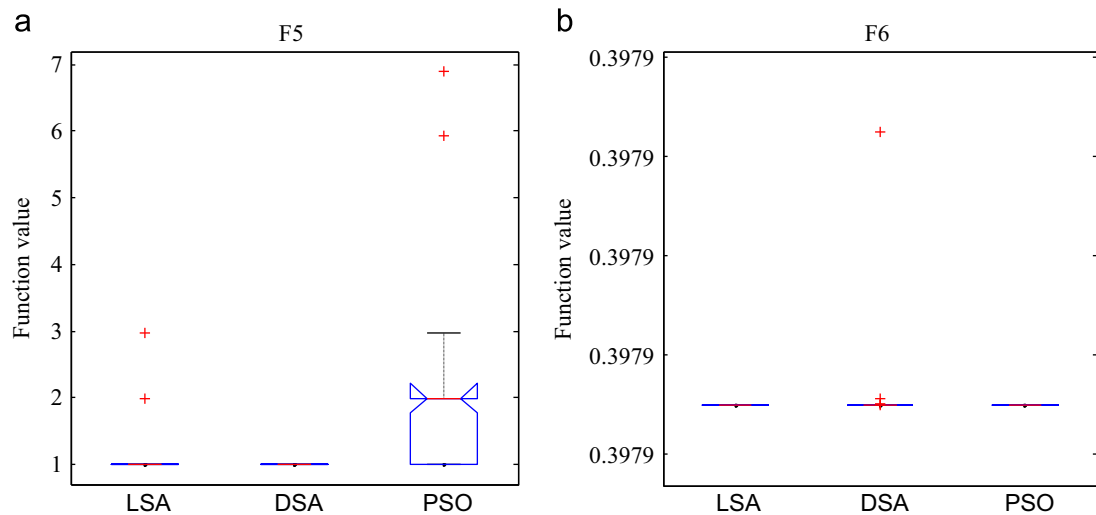 a
F5
Function value
7
6
5
4
3
2
1
LSA DSA PSO
b
F6
Function value
0.3979
0.3979
0.3979
0.3979
0.3979
LSA DSA PSO